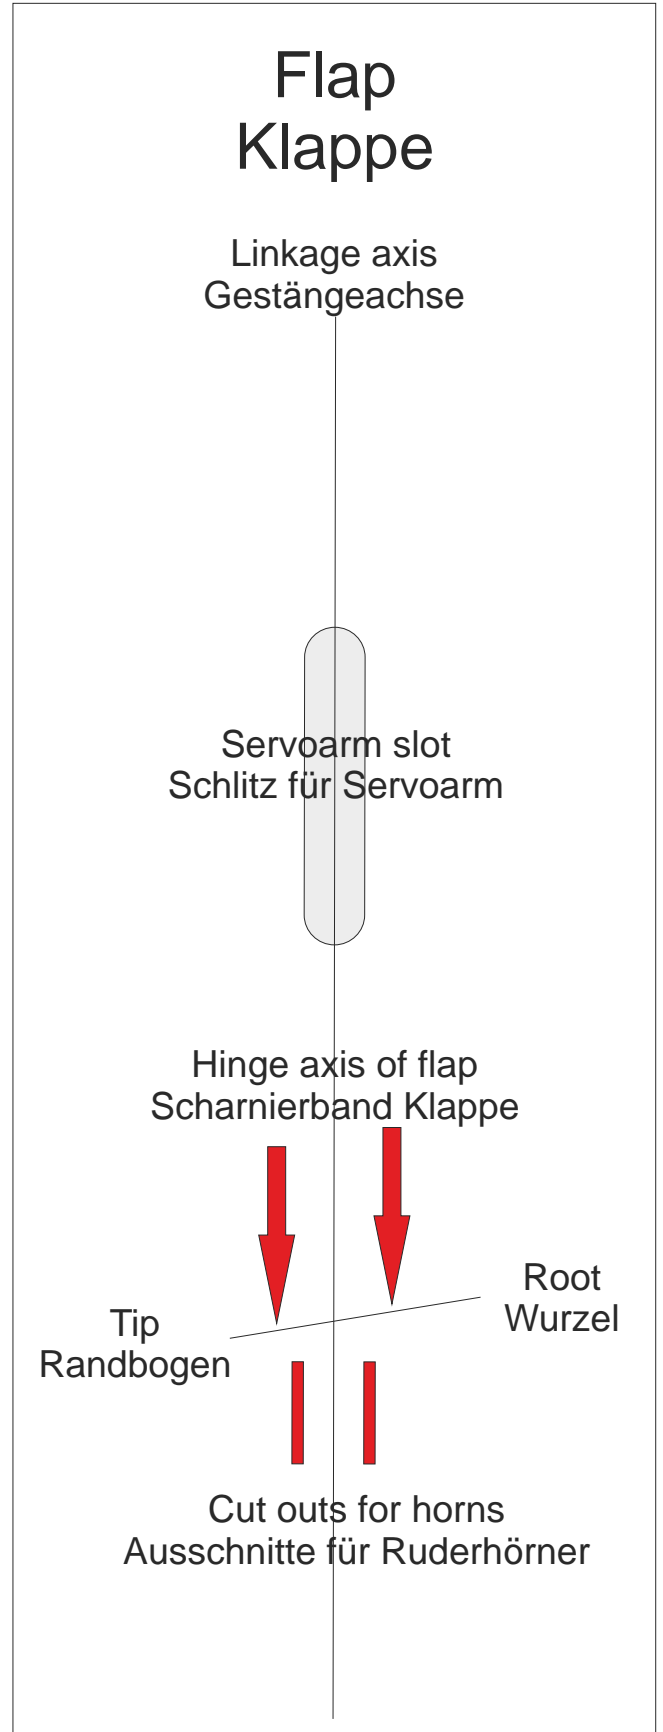 Flap
Klappe
Linkage axis
Gestängeachse
Servoarm slot
Schlitz für Servoarm
Hinge axis of flap
Scharnierband Klappe
Root
Wurzel
Tip
Randbogen
Cut outs for horns
Ausschnitte für Ruderhörner